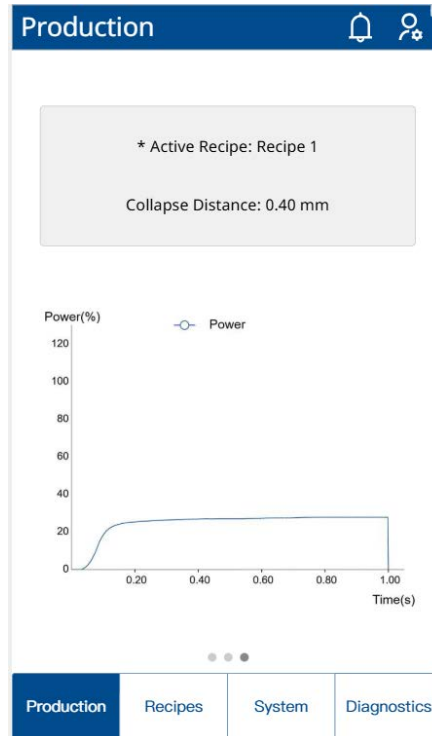 Production
* Active Recipe: Recipe 1
Collapse Distance: 0.40 mm
Power(%)
Power
120
100
80
60
40
20
0
0.20 0.40 0.60 0.80 1.00
Time(s)
Production Recipes System Diagnostics